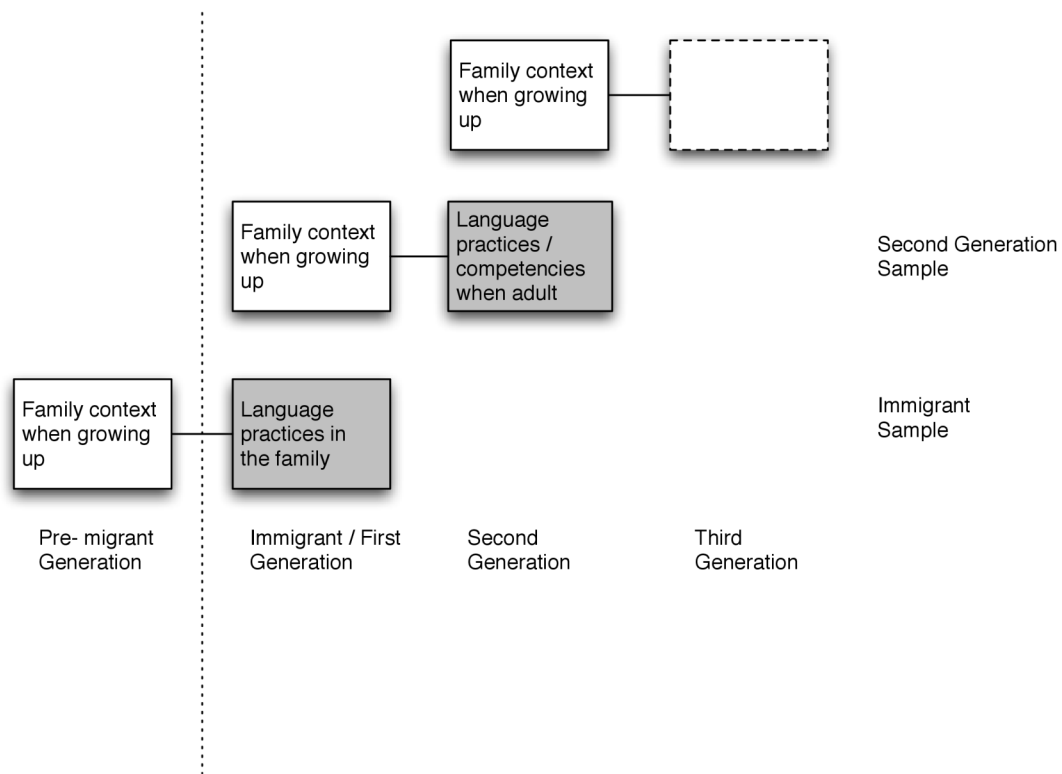 Family context
when growing
up
Family context
when growing
up
Language
practices /
competencies
when adult
Second Generation
Sample
Family context
when growing
up
Language
practices in
the family
Immigrant
Sample
Pre- migrant
Generation
Immigrant / First
Generation
Second
Generation
Third
Generation